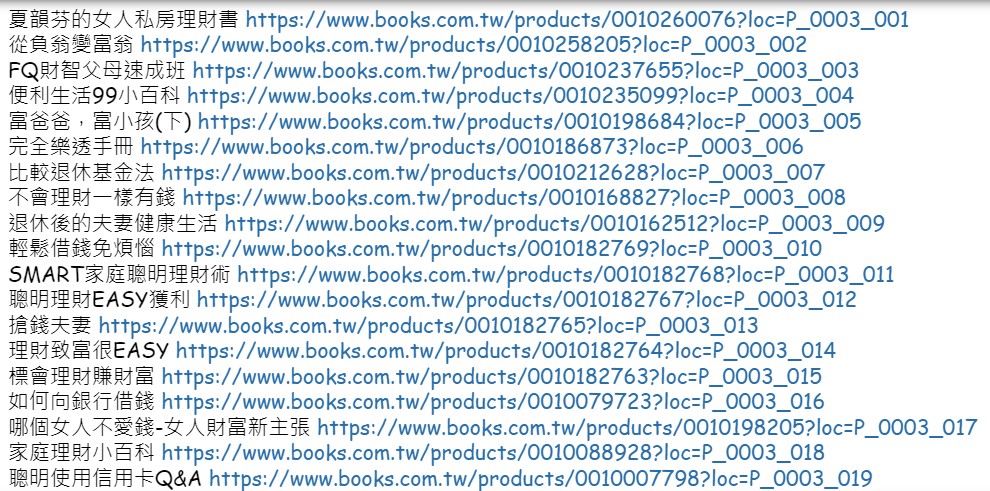 夏韻芬的女人私房理財書 https://www.books.com.tw/products/0010260076?loc=P_0003_001
從負翁變富翁 https://www.books.com.tw/products/0010258205?loc=P_0003_002
FQ財智父母速成班 https://www.books.com.tw/products/0010237655?loc=P_0003_003
便利生活99小百科 https://www.books.com.tw/products/0010235099?loc=P_0003_004
富爸爸，富小孩(下) https://www.books.com.tw/products/0010198684?loc=P_0003_005
完全樂透手冊 https://www.books.com.tw/products/0010186873?loc=P_0003_006
比較退休基金法 https://www.books.com.tw/products/0010212628?loc=P_0003_007
不會理財一樣有錢 https://www.books.com.tw/products/0010168827?loc=P_0003_008
退休後的夫妻健康生活 https://www.books.com.tw/products/0010162512?loc=P_0003_009
輕鬆借錢免煩惱 https://www.books.com.tw/products/0010182769?loc=P_0003_010
SMART家庭聰明理財術 https://www.books.com.tw/products/0010182768?loc=P_0003_011
聰明理財EASY獲利 https://www.books.com.tw/products/0010182767?loc=P_0003_012
搶錢夫妻 https://www.books.com.tw/products/0010182765?loc=P_0003_013
理財致富很EASY https://www.books.com.tw/products/0010182764?loc=P_0003_014
標會理財賺財富 https://www.books.com.tw/products/0010182763?loc=P_0003_015
如何向銀行借錢 https://www.books.com.tw/products/0010079723?loc=P_0003_016
哪個女人不愛錢-女人財富新主張 https://www.books.com.tw/products/0010198205?loc=P_0003_017
家庭理財小百科 https://www.books.com.tw/products/0010088928?loc=P_0003_018
聰明使用信用卡Q&A https://www.books.com.tw/products/0010007798?loc=P_0003_019